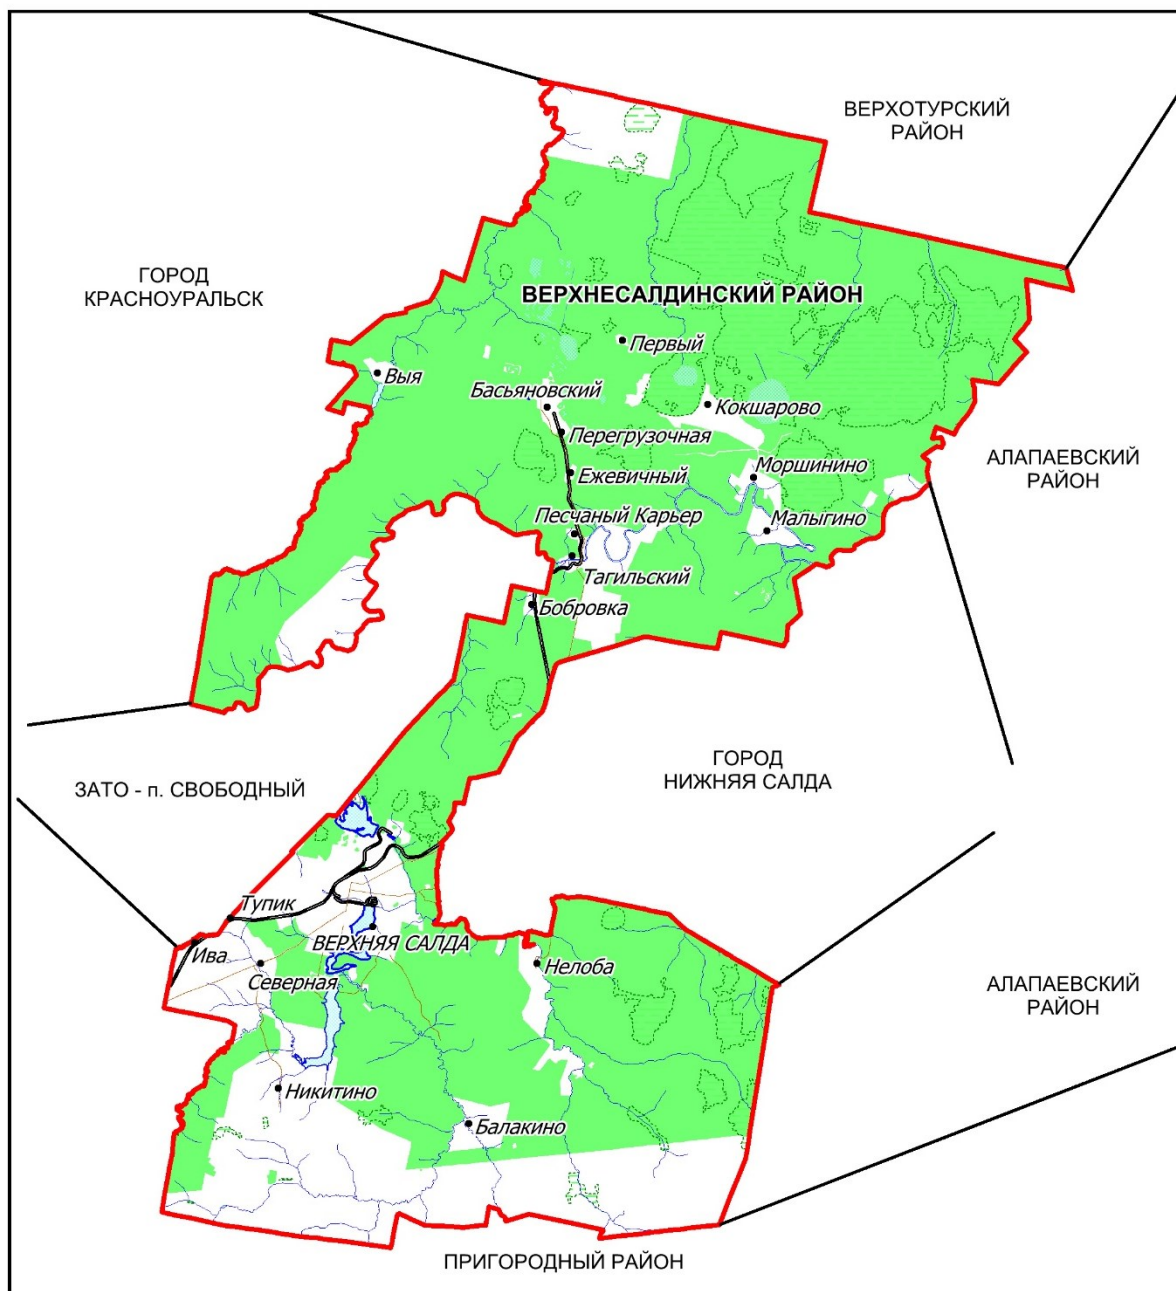 ВЕРХОТУРСКИЙ
РАЙОН
ГОРОД
КРАСНОУРАЛЬСК
ВЕРХНЕСАЛДИНСКИЙ РАЙОН
Первый
Выя
Басьяновский
Кокшарово
Перегрузочная
Моршинино
АЛАПАЕВСКИЙ
РАЙОН
Ежевичный
Песчаный Карьер
Малыгино
Тагильский
Бобровка
ГОРОД
НИЖНЯЯ САЛДА
ЗАТО - п. СВОБОДНЫЙ
Тупик
ВЕРХНЯЯ САЛДА
Ива
Нелоба
Северная
АЛАПАЕВСКИЙ
РАЙОН
Никитино
Балакино
ПРИГОРОДНЫЙ РАЙОН